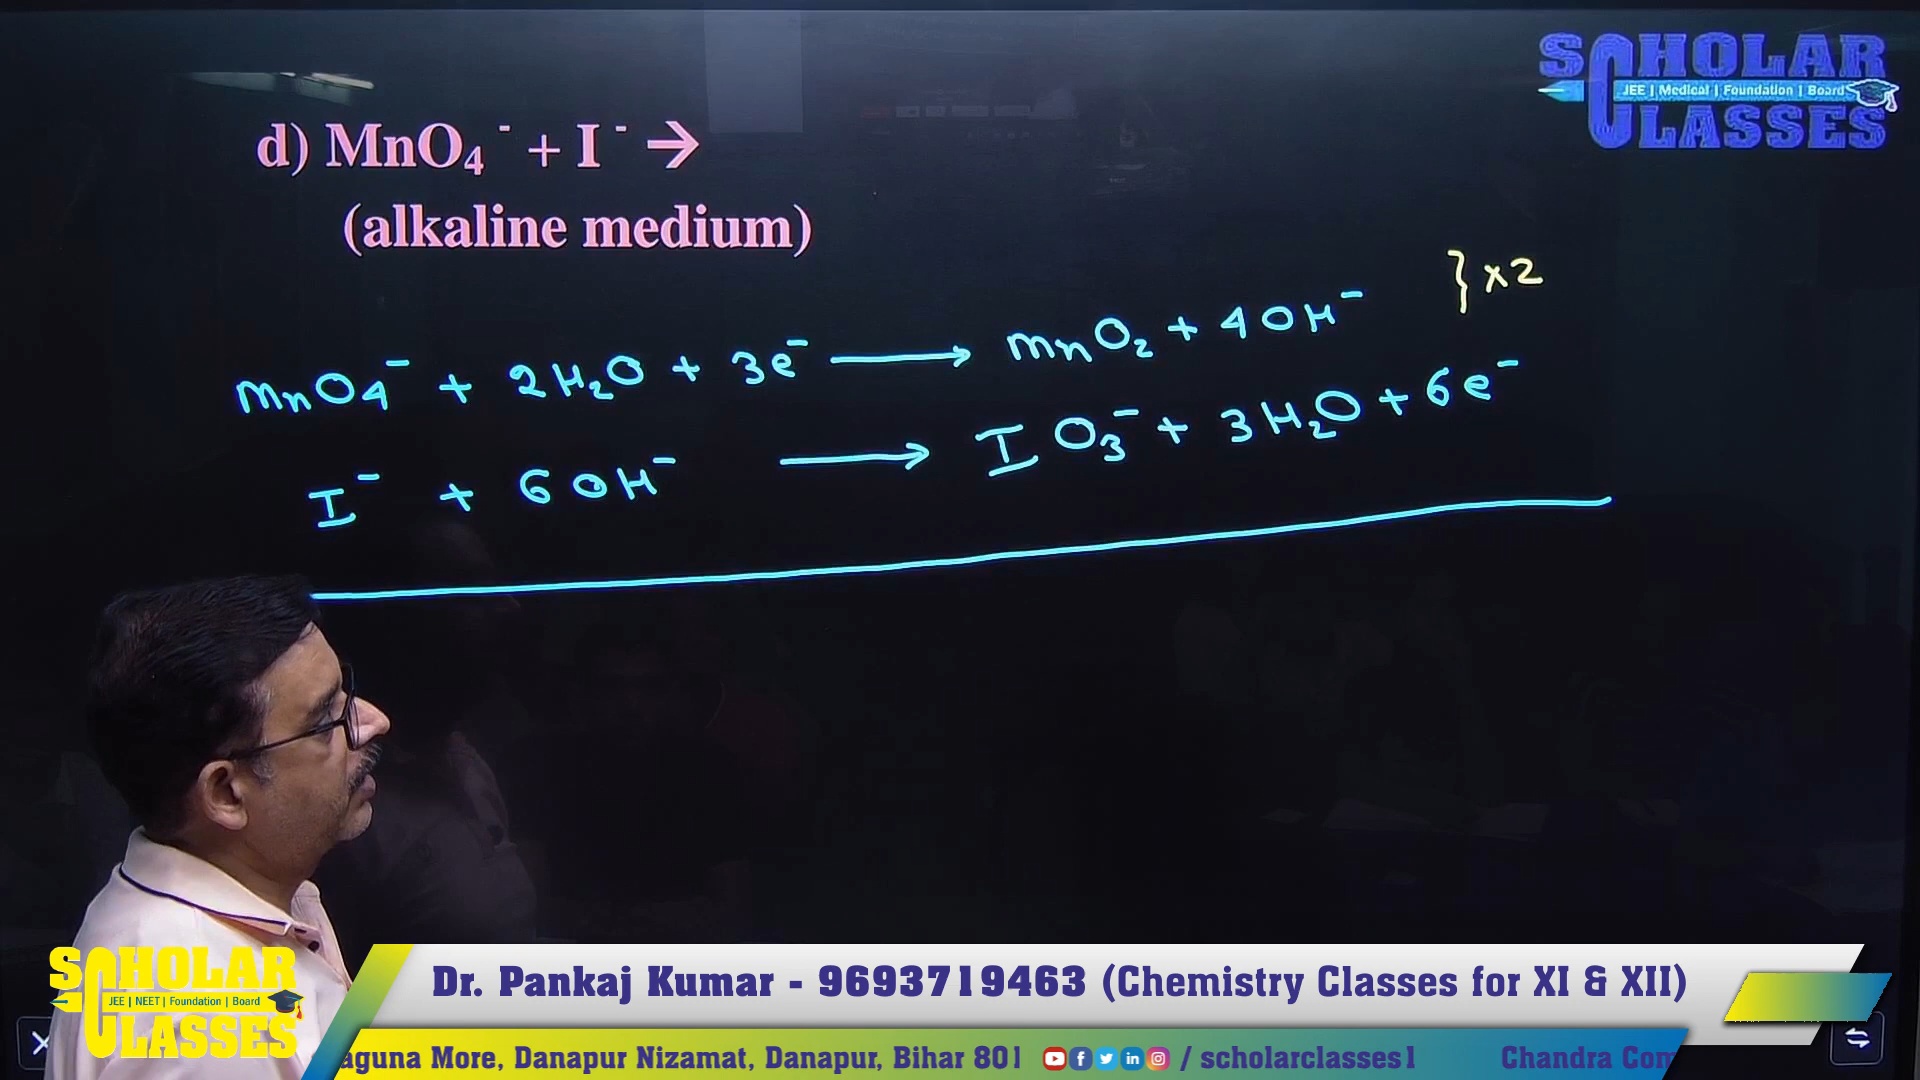 SCHOLAR
JEE | Medical | Foundation | Board
CLASSES
d) MnO₄⁻ + I⁻ →
(alkaline medium)
MnO₄⁻ + 2H₂O + 3e⁻ ⟶ MnO₂ + 4OH⁻ } ×2
I⁻ + 6OH⁻ ⟶ IO₃⁻ + 3H₂O + 6e⁻
SCHOLAR
JEE | NEET | Foundation | Board
CLASSES
Dr. Pankaj Kumar - 9693719463 (Chemistry Classes for XI & XII)
aguna More, Danapur Nizamat, Danapur, Bihar 801 / scholarclasses1 Chandra Com